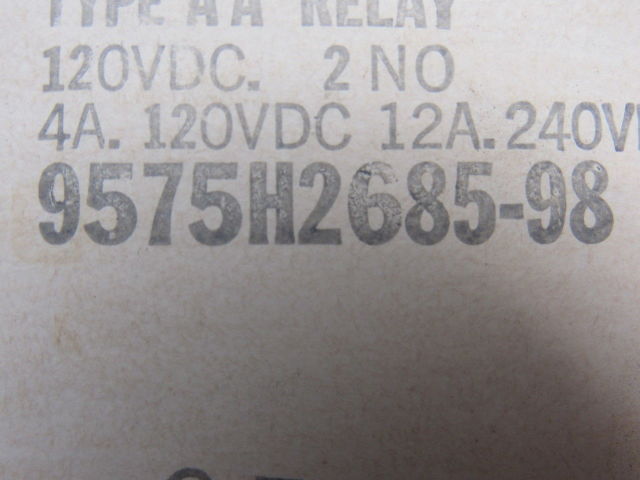 TYPE AA RELAY
120VDC. 2 NO
4A. 120VDC 12A. 240V
9575H2685-98